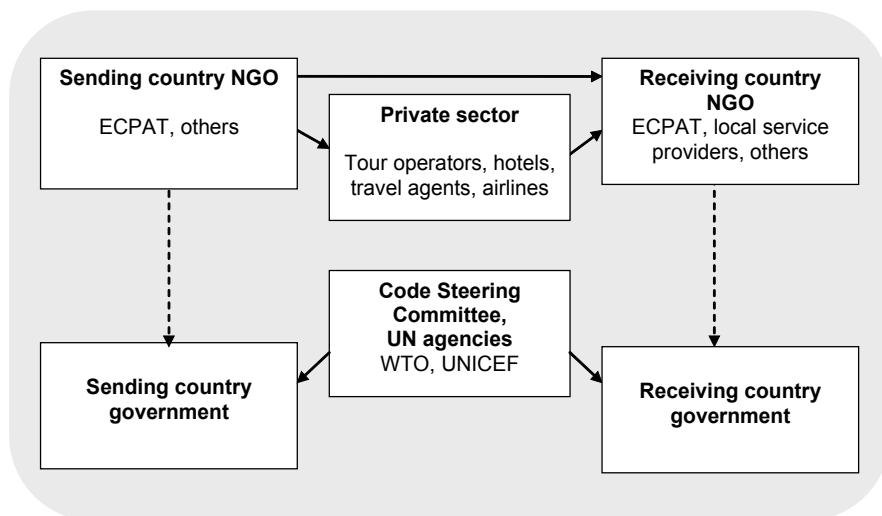 Sending country NGO
ECPAT, others
Private sector
Tour operators, hotels,
travel agents, airlines
Receiving country
NGO
ECPAT, local service
providers, others
Code Steering
Committee,
UN agencies
WTO, UNICEF
Sending country
government
Receiving country
government